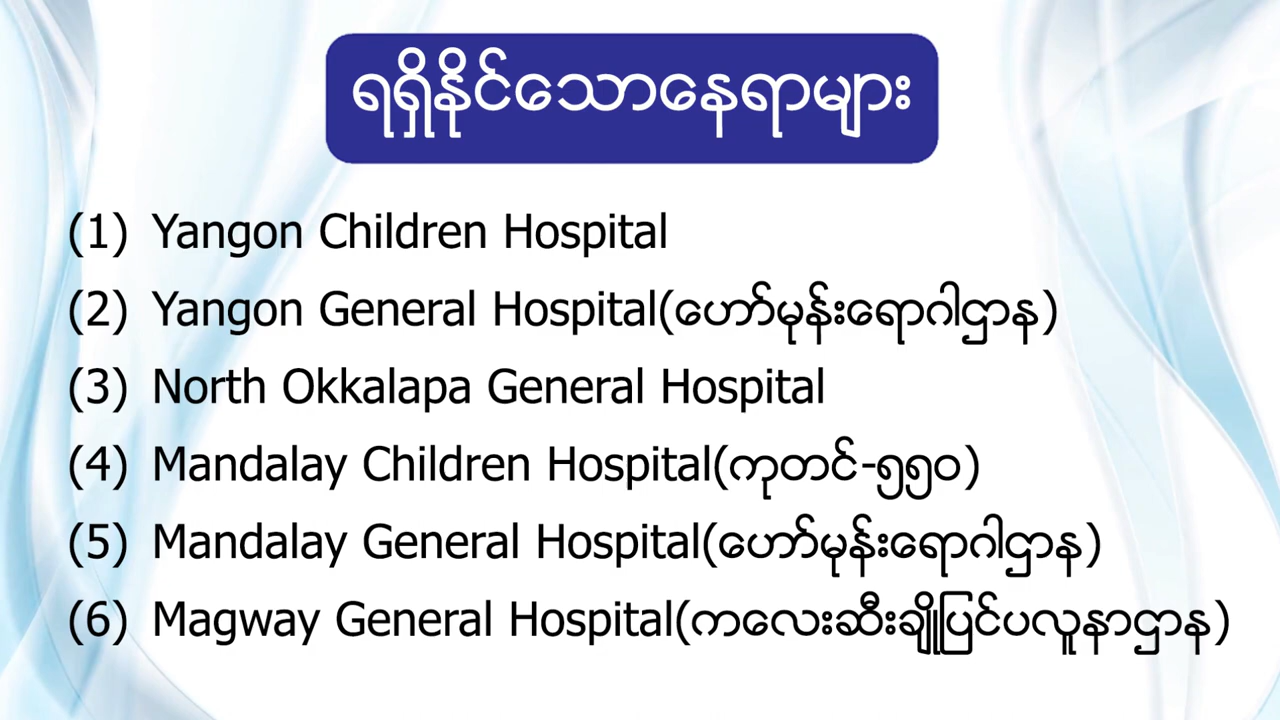 ရရှိနိုင်သောနေရာများ
(1) Yangon Children Hospital
(2) Yangon General Hospital(ဟော်မုန်းရောဂါဌာန)
(3) North Okkalapa General Hospital
(4) Mandalay Children Hospital(ကုတင်-၅၅၀)
(5) Mandalay General Hospital(ဟော်မုန်းရောဂါဌာန)
(6) Magway General Hospital(ကလေးဆီးချိုပြင်ပလူနာဌာန)